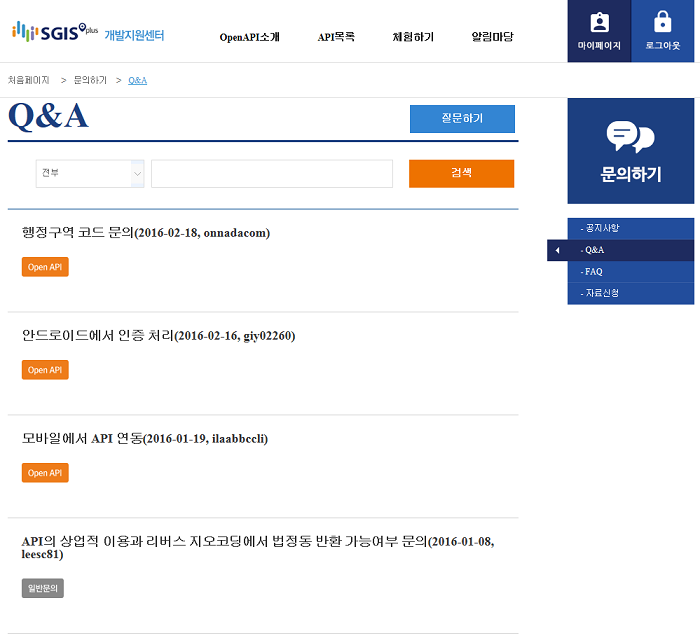 SGIS plus 개발지원센터
OpenAPI소개
API목록
체험하기
알림마당
마이페이지
로그아웃
처음페이지 > 문의하기 > Q&A
Q&A
질문하기
문의하기
전부
검색
- 공지사항
- Q&A
- FAQ
- 자료신청
행정구역 코드 문의(2016-02-18, onnadacom)
Open API
안드로이드에서 인증 처리(2016-02-16, giy02260)
Open API
모바일에서 API 연동(2016-01-19, ilaabbccli)
Open API
API의 상업적 이용과 리버스 지오코딩에서 법정동 반환 가능여부 문의(2016-01-08,
leesc81)
일반문의